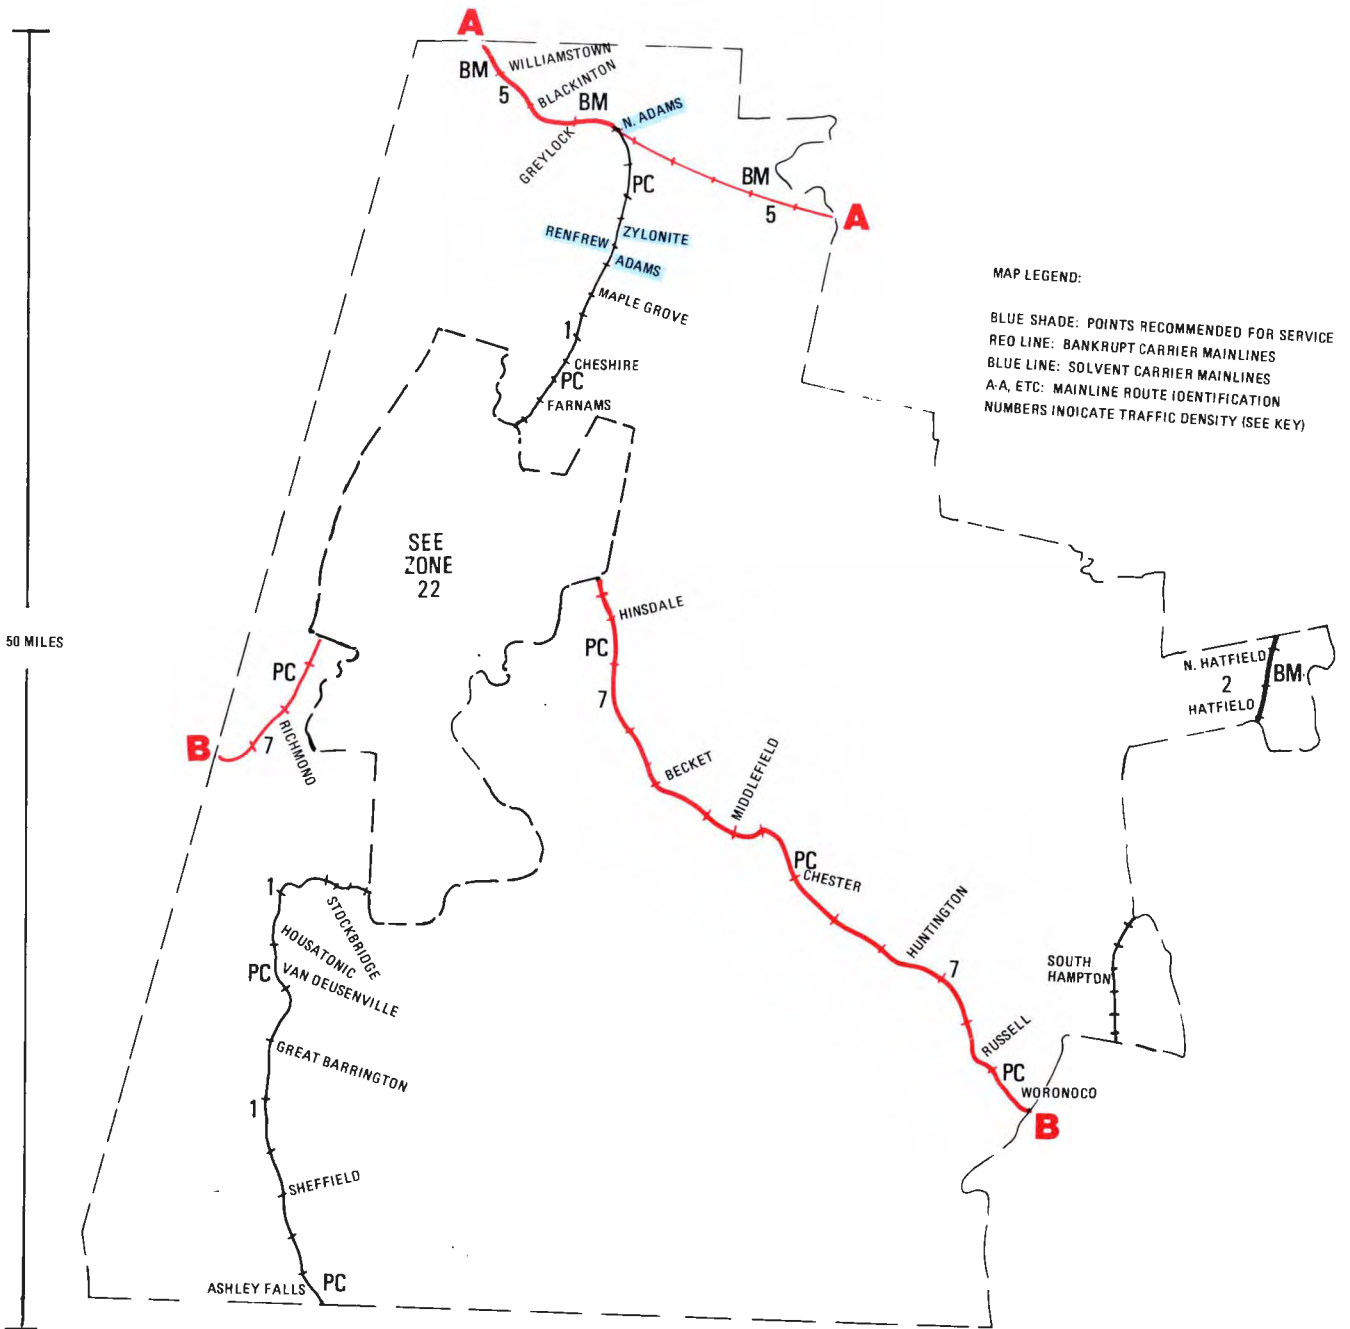 A
WILLIAMSTOWN
BM
5
BLACKINTON
BM
N. ADAMS
GREYLOCK
PC
BM
5
A
ZYLONITE
RENFREW
ADAMS
MAPLE GROVE
1
CHESHIRE
PC
FARNAMS
MAP LEGEND:
BLUE SHADE: POINTS RECOMMENDED FOR SERVICE
REO LINE: BANKRUPT CARRIER MAINLINES
BLUE LINE: SOLVENT CARRIER MAINLINES
A-A, ETC: MAINLINE ROUTE IDENTIFICATION
NUMBERS INOICATE TRAFFIC DENSITY (SEE KEY)
SEE
ZONE
22
50 MILES
HINSDALE
PC
7
PC
RICHMOND
7
B
N. HATFIELD
2
BM
HATFIELD
BECKET
MIDDLEFIELD
PC
CHESTER
HUNTINGTON
7
RUSSELL
PC
WORONOCO
B
SOUTH
HAMPTON
1
STOCKBRIDGE
HOUSATONIC
PC
VAN DEUSENVILLE
GREAT BARRINGTON
1
SHEFFIELD
ASHLEY FALLS
PC